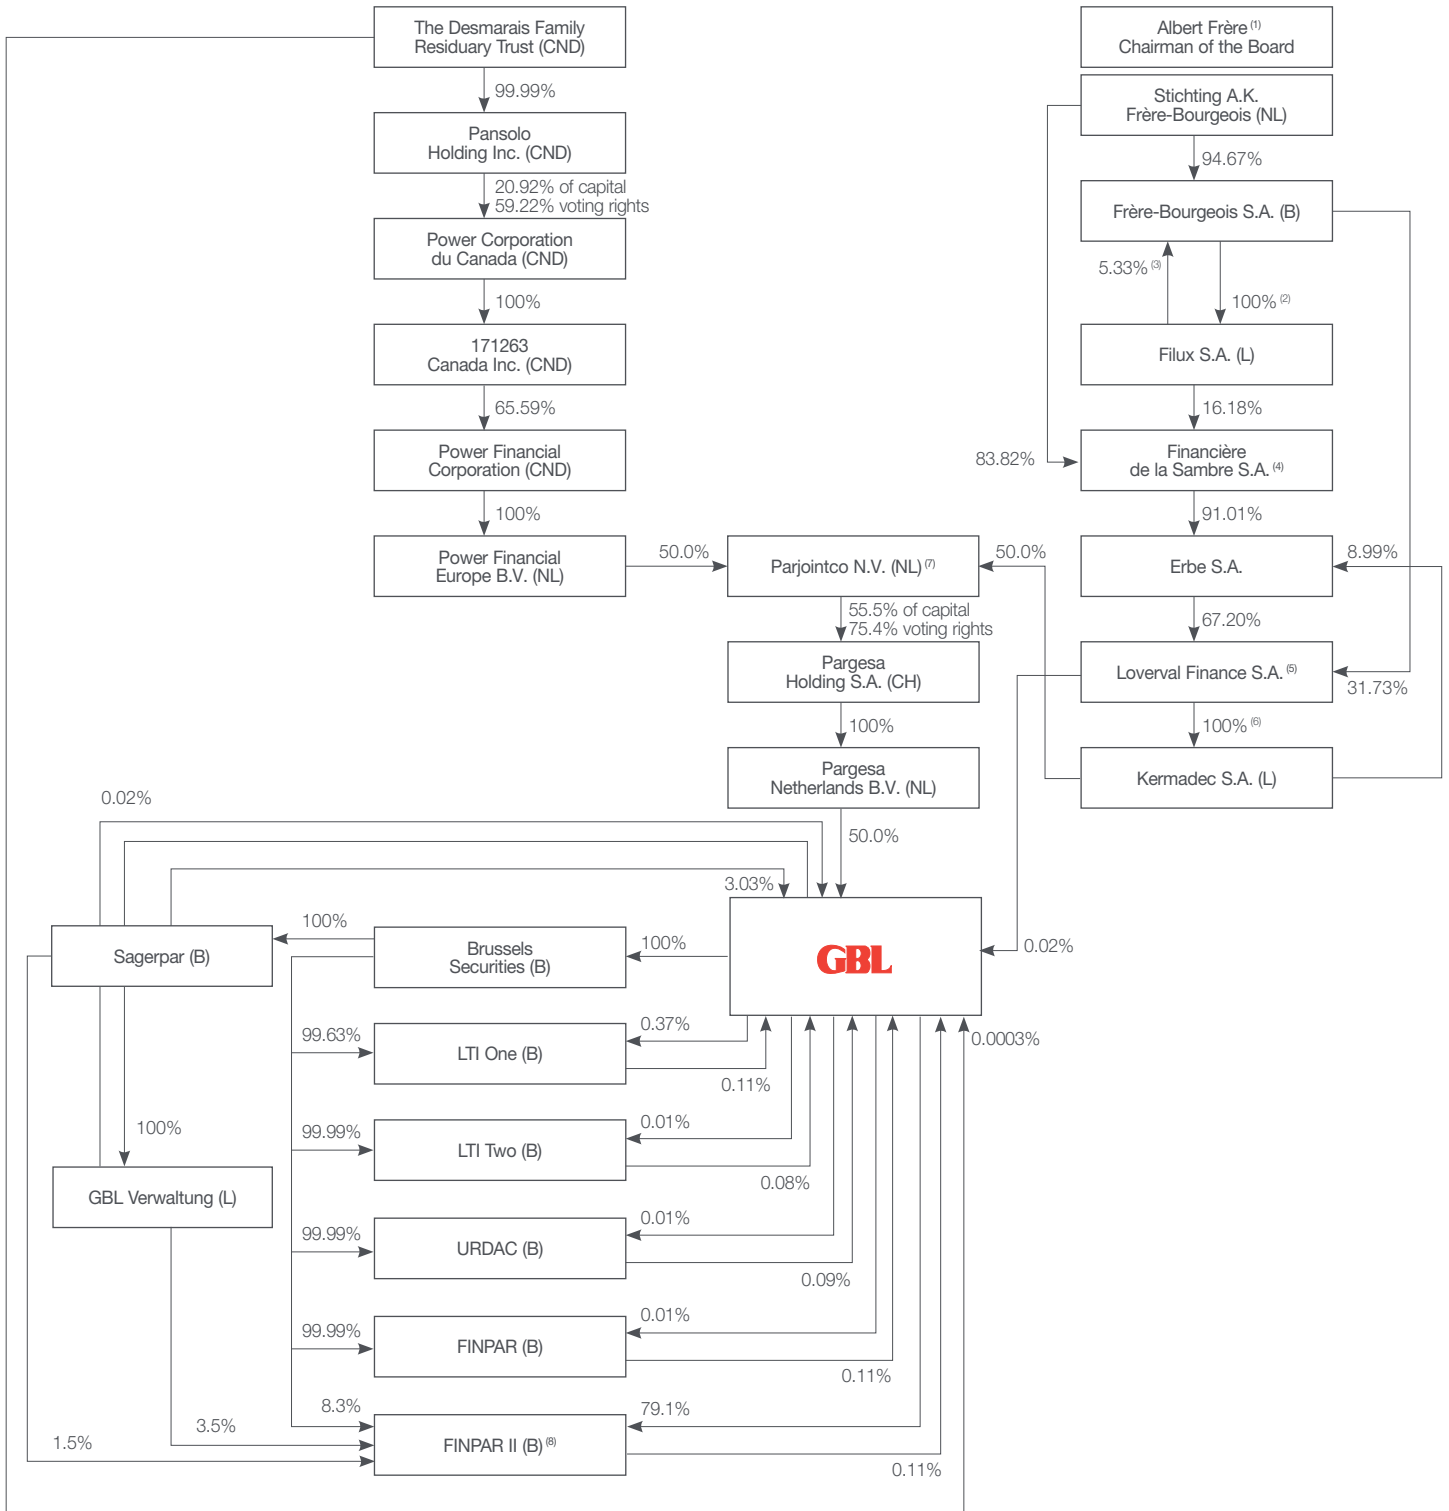 The Desmarais Family
Residuary Trust (CND)
99.99%
Pansolo
Holding Inc. (CND)
20.92% of capital
59.22% voting rights
Power Corporation
du Canada (CND)
100%
171263
Canada Inc. (CND)
65.59%
Power Financial
Corporation (CND)
100%
Power Financial
Europe B.V. (NL)
50.0%
Parjointco N.V. (NL) (7)
50.0%
55.5% of capital
75.4% voting rights
Pargesa
Holding S.A. (CH)
100%
Pargesa
Netherlands B.V. (NL)
50.0%
Albert Frère (1)
Chairman of the Board
Stichting A.K.
Frère-Bourgeois (NL)
94.67%
Frère-Bourgeois S.A. (B)
5.33% (3)
100% (2)
Filux S.A. (L)
16.18%
83.82%
Financière
de la Sambre S.A. (4)
91.01%
Erbe S.A.
8.99%
67.20%
Loverval Finance S.A. (5)
31.73%
100% (6)
Kermadec S.A. (L)
0.02%
3.03%
GBL
0.02%
0.0003%
100%
Brussels
Securities (B)
100%
Sagerpar (B)
99.63%
LTI One (B)
0.37%
0.11%
100%
99.99%
LTI Two (B)
0.01%
0.08%
GBL Verwaltung (L)
99.99%
URDAC (B)
0.01%
0.09%
99.99%
FINPAR (B)
0.01%
0.11%
8.3%
79.1%
3.5%
1.5%
FINPAR II (B) (8)
0.11%